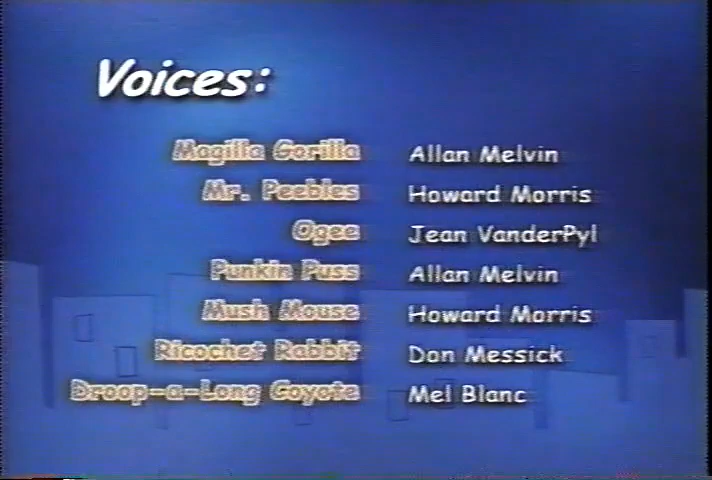 Voices:
Magilla Gorilla Allan Melvin
Mr. Peebles Howard Morris
Ogee Jean VanderPyl
Punkin Puss Allan Melvin
Mush Mouse Howard Morris
Ricochet Rabbit Don Messick
Droop-a-Long Coyote Mel Blanc